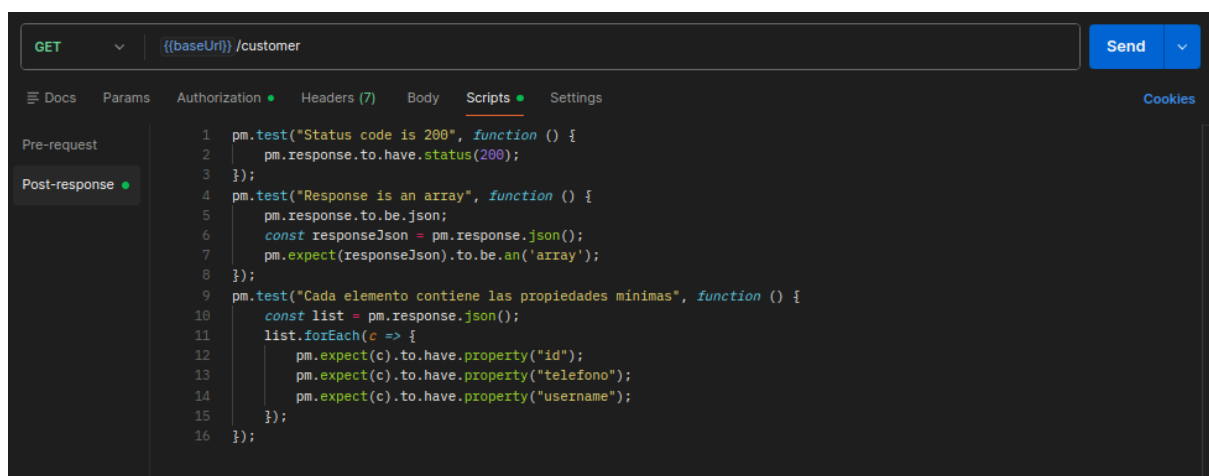 GET {{baseUrl}} /customer Send
Docs Params Authorization Headers (7) Body Scripts Settings Cookies
Pre-request
Post-response
1 pm.test("Status code is 200", function () {
2 pm.response.to.have.status(200);
3 });
4 pm.test("Response is an array", function () {
5 pm.response.to.be.json;
6 const responseJson = pm.response.json();
7 pm.expect(responseJson).to.be.an('array');
8 });
9 pm.test("Cada elemento contiene las propiedades mínimas", function () {
10 const list = pm.response.json();
11 list.forEach(c => {
12 pm.expect(c).to.have.property("id");
13 pm.expect(c).to.have.property("telefono");
14 pm.expect(c).to.have.property("username");
15 });
16 });